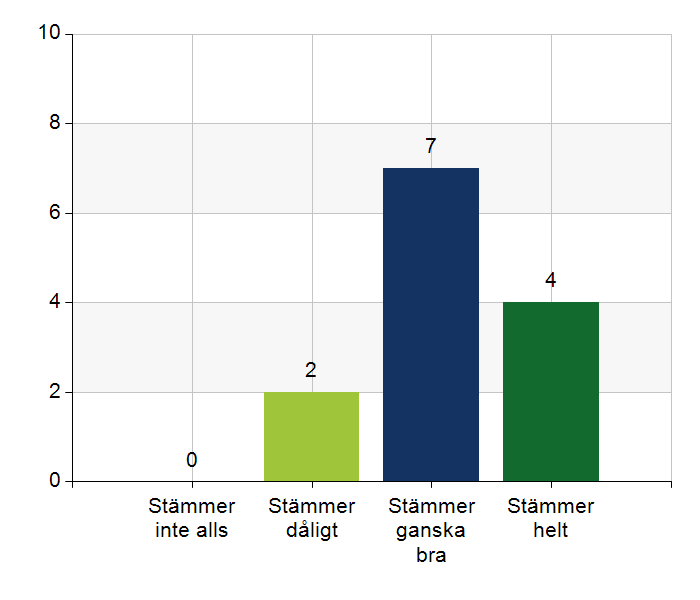 10
8
6
4
2
0
0
2
7
4
Stämmer
inte alls
Stämmer
dåligt
Stämmer
ganska
bra
Stämmer
helt